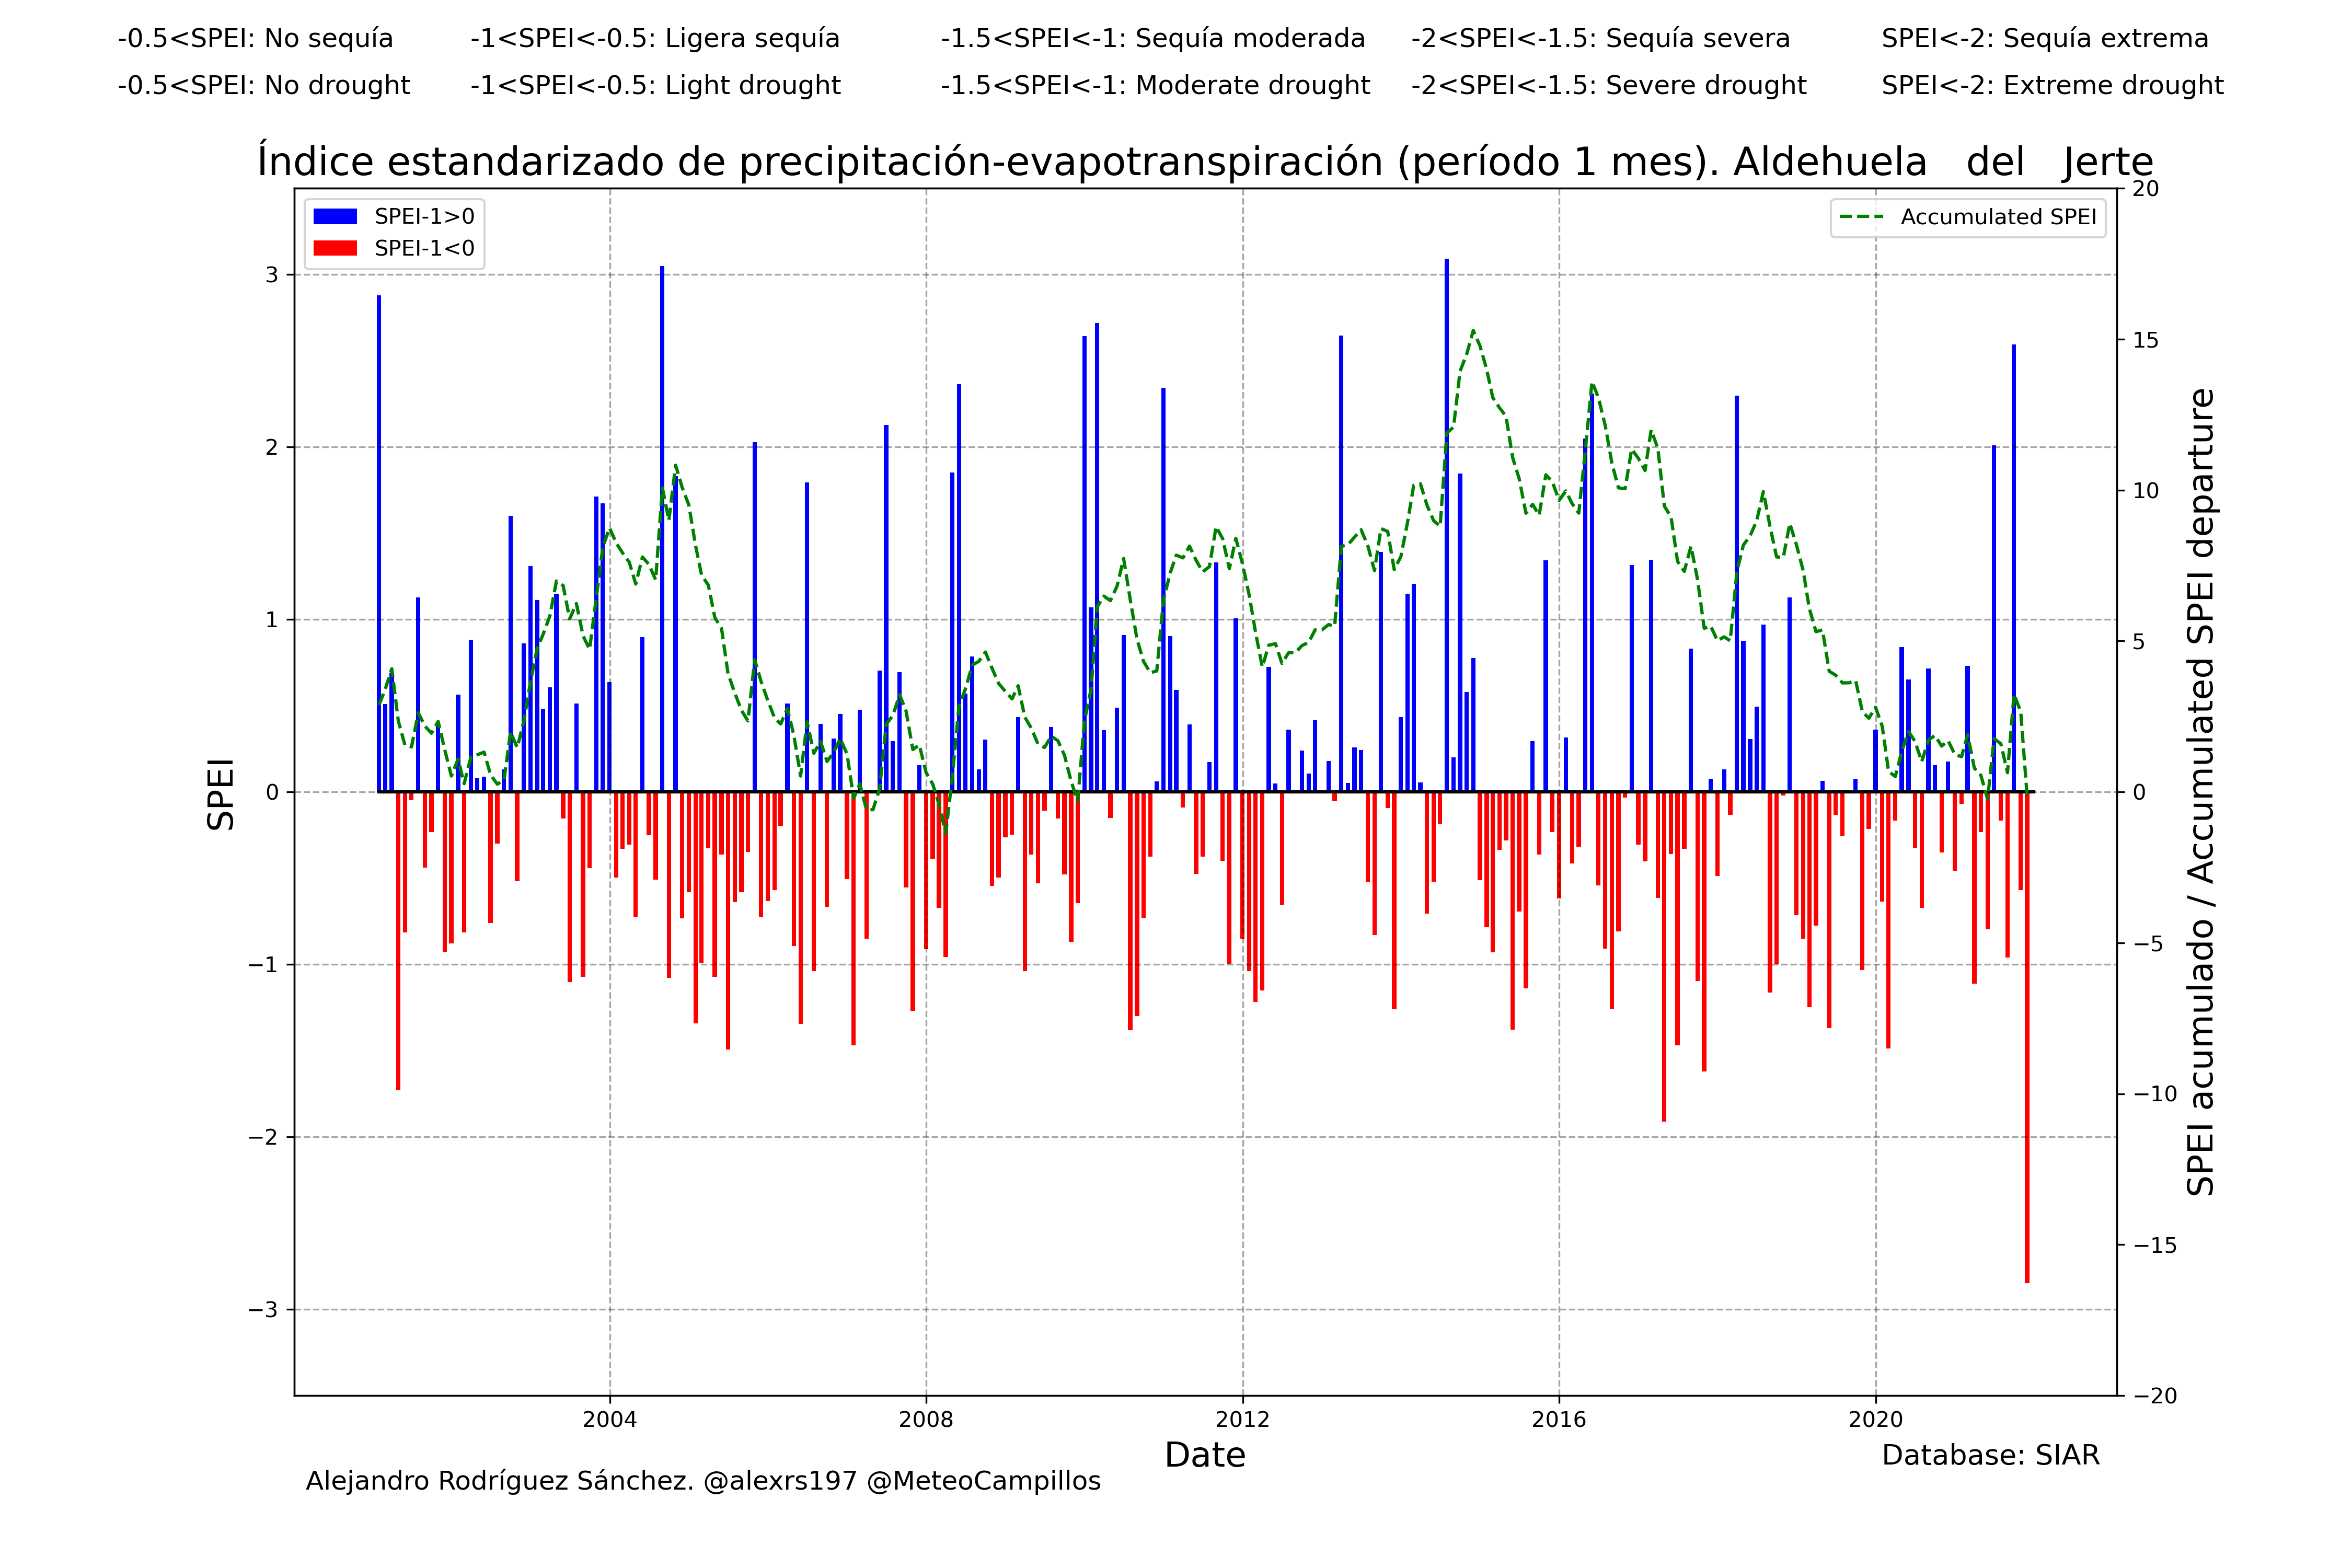 -0.5<SPEI: No sequía -1<SPEI<-0.5: Ligera sequía -1.5<SPEI<-1: Sequía moderada -2<SPEI<-1.5: Sequía severa SPEI<-2: Sequía extrema
-0.5<SPEI: No drought -1<SPEI<-0.5: Light drought -1.5<SPEI<-1: Moderate drought -2<SPEI<-1.5: Severe drought SPEI<-2: Extreme drought
Índice estandarizado de precipitación-evapotranspiración (período 1 mes). Aldehuela del Jerte
SPEI-1>0
SPEI-1<0
Accumulated SPEI
SPEI
3
2
1
0
−1
−2
−3
20
15
10
5
0
−5
−10
−15
−20
SPEI acumulado / Accumulated SPEI departure
2004 2008 2012 2016 2020
Date
Database: SIAR
Alejandro Rodríguez Sánchez. @alexrs197 @MeteoCampillos